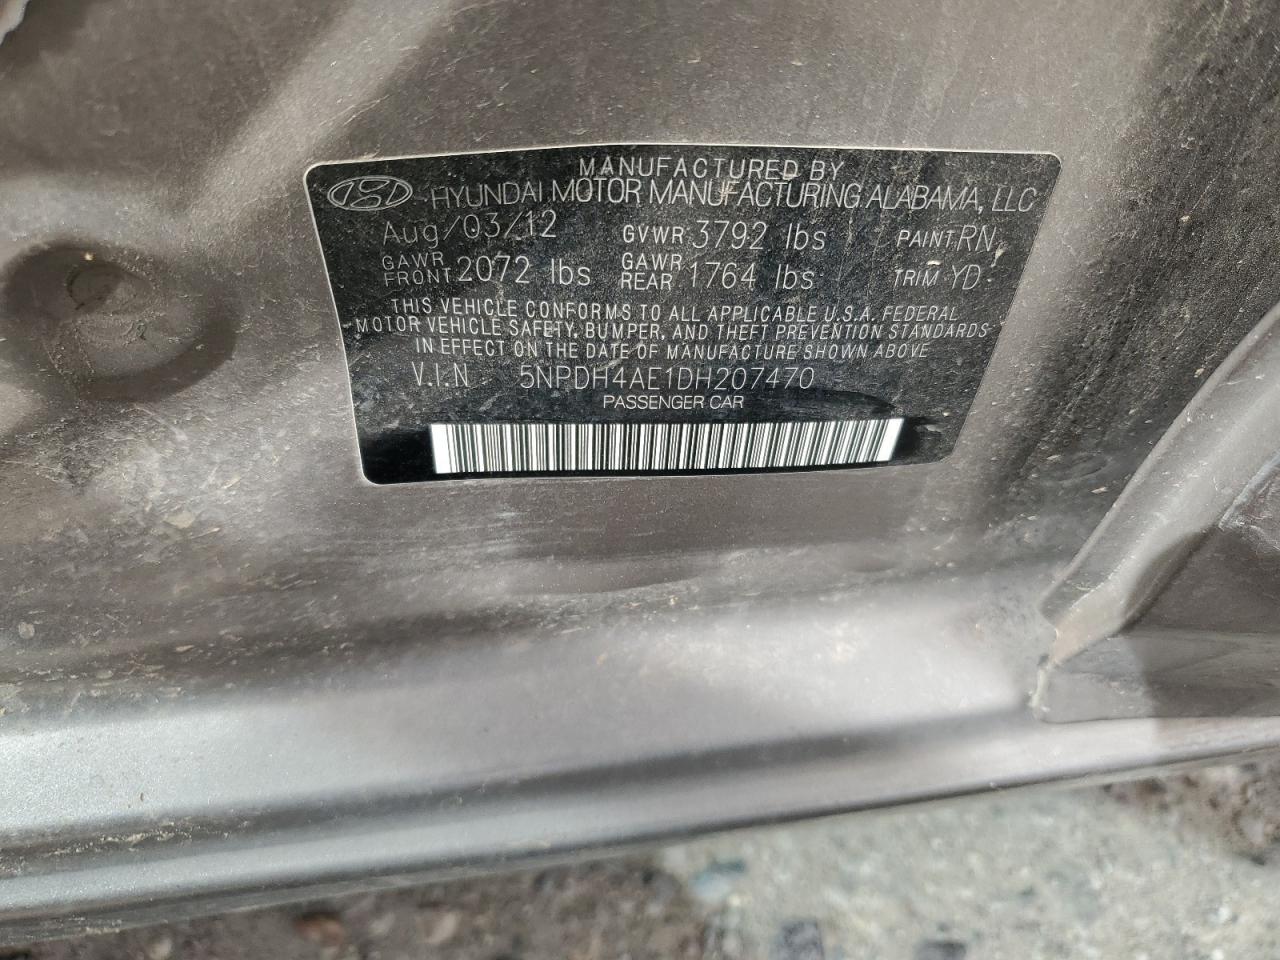 MANUFACTURED BY
HYUNDAI MOTOR MANUFACTURING ALABAMA, LLC
Aug/03/12 GVWR 3792 lbs PAINT RN
GAWR FRONT 2072 lbs GAWR REAR 1764 lbs TRIM YD
THIS VEHICLE CONFORMS TO ALL APPLICABLE U.S.A. FEDERAL
MOTOR VEHICLE SAFETY, BUMPER, AND THEFT PREVENTION STANDARDS
IN EFFECT ON THE DATE OF MANUFACTURE SHOWN ABOVE
V.I.N 5NPDH4AE1DH207470
PASSENGER CAR